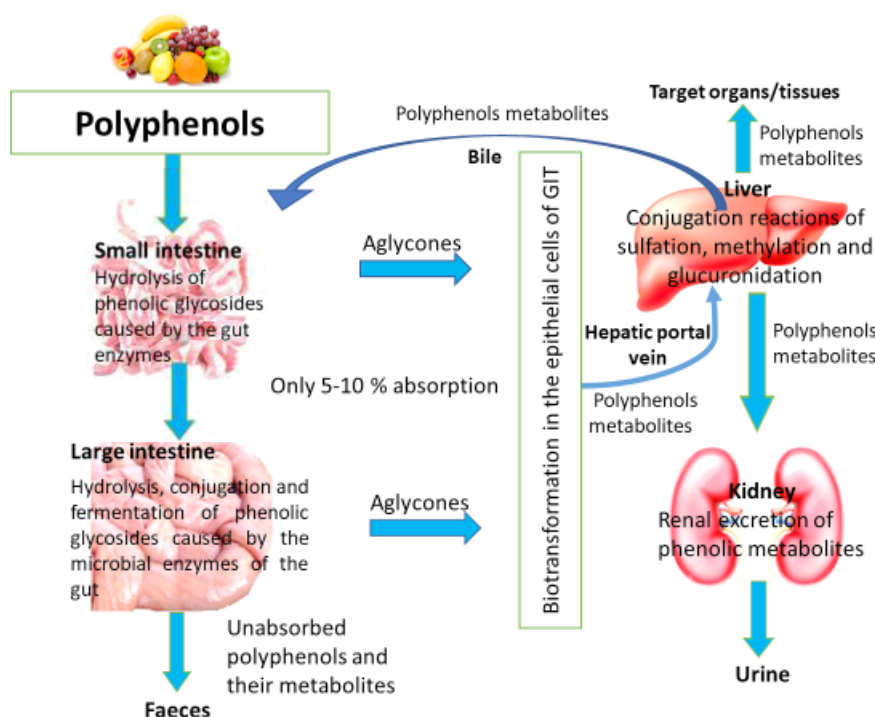 Polyphenols
Small intestine
Hydrolysis of
phenolic glycosides
caused by the gut
enzymes
Large intestine
Hydrolysis, conjugation and
fermentation of phenolic
glycosides caused by the
microbial enzymes of the
gut
Unabsorbed
polyphenols and
their metabolites
Faeces
Aglycones
Only 5-10 % absorption
Aglycones
Polyphenols metabolites
Bile
Biotransformation in the epithelial cells of GIT
Hepatic portal
vein
Polyphenols
metabolites
Target organs/tissues
Polyphenols
metabolites
Liver
Conjugation reactions of
sulfation, methylation and
glucuronidation
Polyphenols
metabolites
Kidney
Renal excretion of
phenolic metabolites
Urine